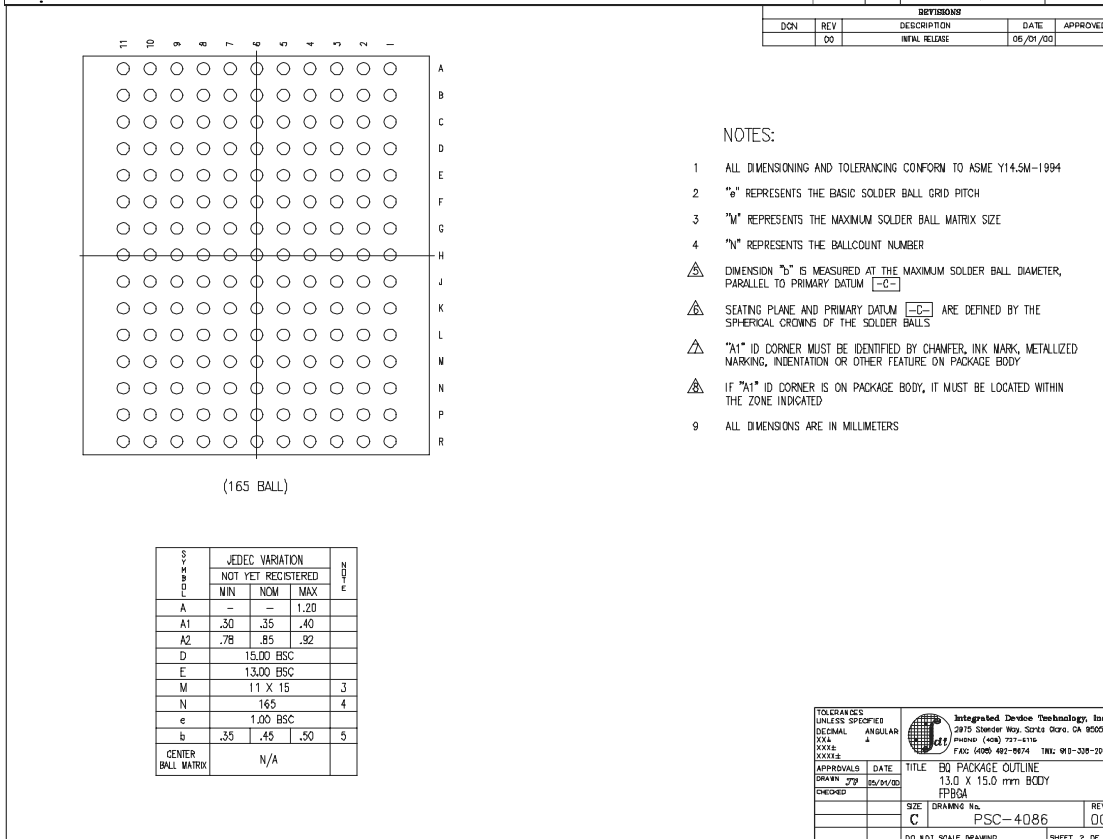 REVISIONS
DCN REV DESCRIPTION DATE APPROVED
00 INITIAL RELEASE 05/01/00
11 10 9 8 7 6 5 4 3 2 1
A
B
C
D
E
F
G
H
J
K
L
M
N
P
R
(165 BALL)
NOTES:
1 ALL DIMENSIONING AND TOLERANCING CONFORM TO ASME Y14.5M-1994
2 "e" REPRESENTS THE BASIC SOLDER BALL GRID PITCH
3 "M" REPRESENTS THE MAXIMUM SOLDER BALL MATRIX SIZE
4 "N" REPRESENTS THE BALLCOUNT NUMBER
5 DIMENSION "b" IS MEASURED AT THE MAXIMUM SOLDER BALL DIAMETER,
PARALLEL TO PRIMARY DATUM -C-
6 SEATING PLANE AND PRIMARY DATUM -C- ARE DEFINED BY THE
SPHERICAL CROWNS OF THE SOLDER BALLS
7 "A1" ID CORNER MUST BE IDENTIFIED BY CHAMFER, INK MARK, METALLIZED
MARKING, INDENTATION OR OTHER FEATURE ON PACKAGE BODY
8 IF "A1" ID CORNER IS ON PACKAGE BODY, IT MUST BE LOCATED WITHIN
THE ZONE INDICATED
9 ALL DIMENSIONS ARE IN MILLIMETERS
SYMBOL JEDEC VARIATION NOTE
NOT YET REGISTERED
MIN NOM MAX
A - - 1.20
A1 .30 .35 .40
A2 .78 .85 .92
D 15.00 BSC
E 13.00 BSC
M 11 X 15 3
N 165 4
e 1.00 BSC
b .35 .45 .50 5
CENTER
BALL MATRIX N/A
TOLERANCES
UNLESS SPECIFIED
DECIMAL ANGULAR
XX± ±
XXX±
XXXX±
idt
Integrated Device Technology, Inc
2975 Stender Way, Santa Clara, CA 9505
PHONE: (408) 727-6116
FAX: (408) 492-8674 TWX: 910-338-20
APPROVALS DATE
DRAWN 05/01/00
CHECKED
TITLE BQ PACKAGE OUTLINE
13.0 X 15.0 mm BODY
FPBGA
SIZE DRAWING No. REV
C PSC-4086 00
DO NOT SCALE DRAWING SHEET 2 OF